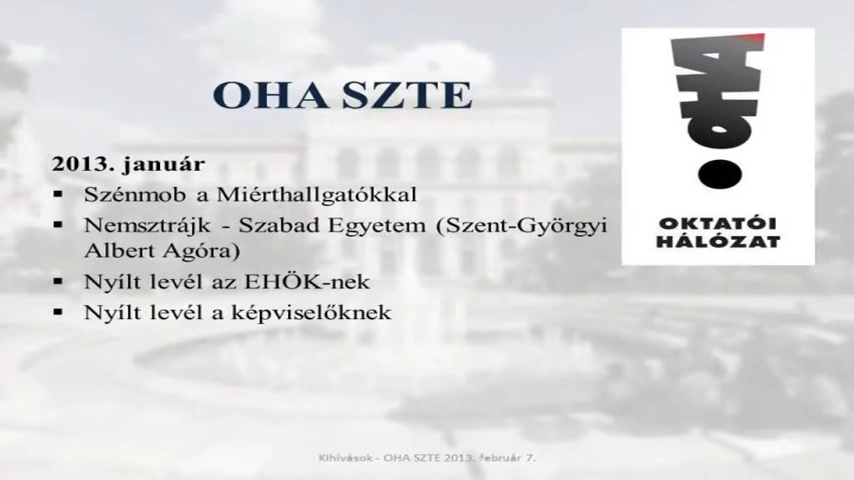 OHA SZTE
OHA
OKTATÓI
HÁLÓZAT
2013. január
▪ Szénmob a Miérthallgatókkal
▪ Nemsztrájk - Szabad Egyetem (Szent-Györgyi
Albert Agóra)
▪ Nyílt levél az EHÖK-nek
▪ Nyílt levél a képviselőknek
Kihívások - OHA SZTE 2013. február 7.